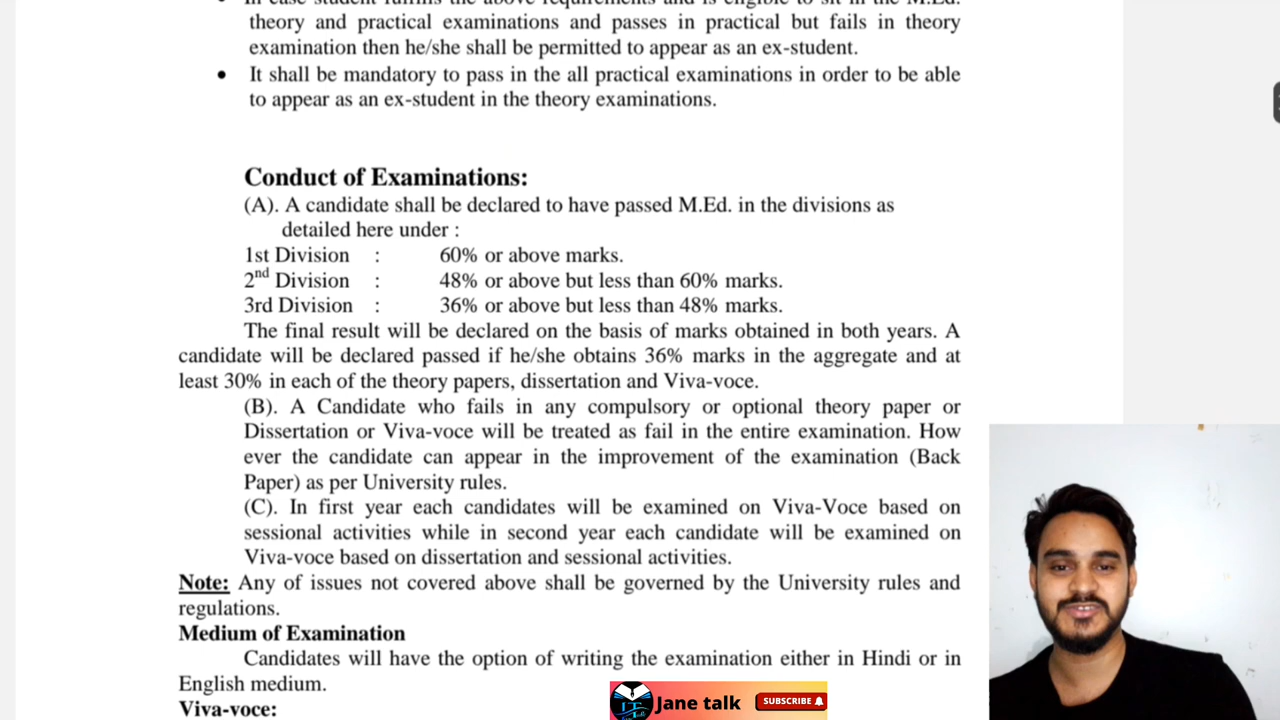 theory and practical examinations and passes in practical but fails in theory
examination then he/she shall be permitted to appear as an ex-student.
• It shall be mandatory to pass in the all practical examinations in order to be able
to appear as an ex-student in the theory examinations.
Conduct of Examinations:
(A). A candidate shall be declared to have passed M.Ed. in the divisions as
detailed here under :
1st Division : 60% or above marks.
2nd Division : 48% or above but less than 60% marks.
3rd Division : 36% or above but less than 48% marks.
The final result will be declared on the basis of marks obtained in both years. A
candidate will be declared passed if he/she obtains 36% marks in the aggregate and at
least 30% in each of the theory papers, dissertation and Viva-voce.
(B). A Candidate who fails in any compulsory or optional theory paper or
Dissertation or Viva-voce will be treated as fail in the entire examination. How
ever the candidate can appear in the improvement of the examination (Back
Paper) as per University rules.
(C). In first year each candidates will be examined on Viva-Voce based on
sessional activities while in second year each candidate will be examined on
Viva-voce based on dissertation and sessional activities.
Note: Any of issues not covered above shall be governed by the University rules and
regulations.
Medium of Examination
Candidates will have the option of writing the examination either in Hindi or in
English medium.
Viva-voce:
Jane talk
SUBSCRIBE